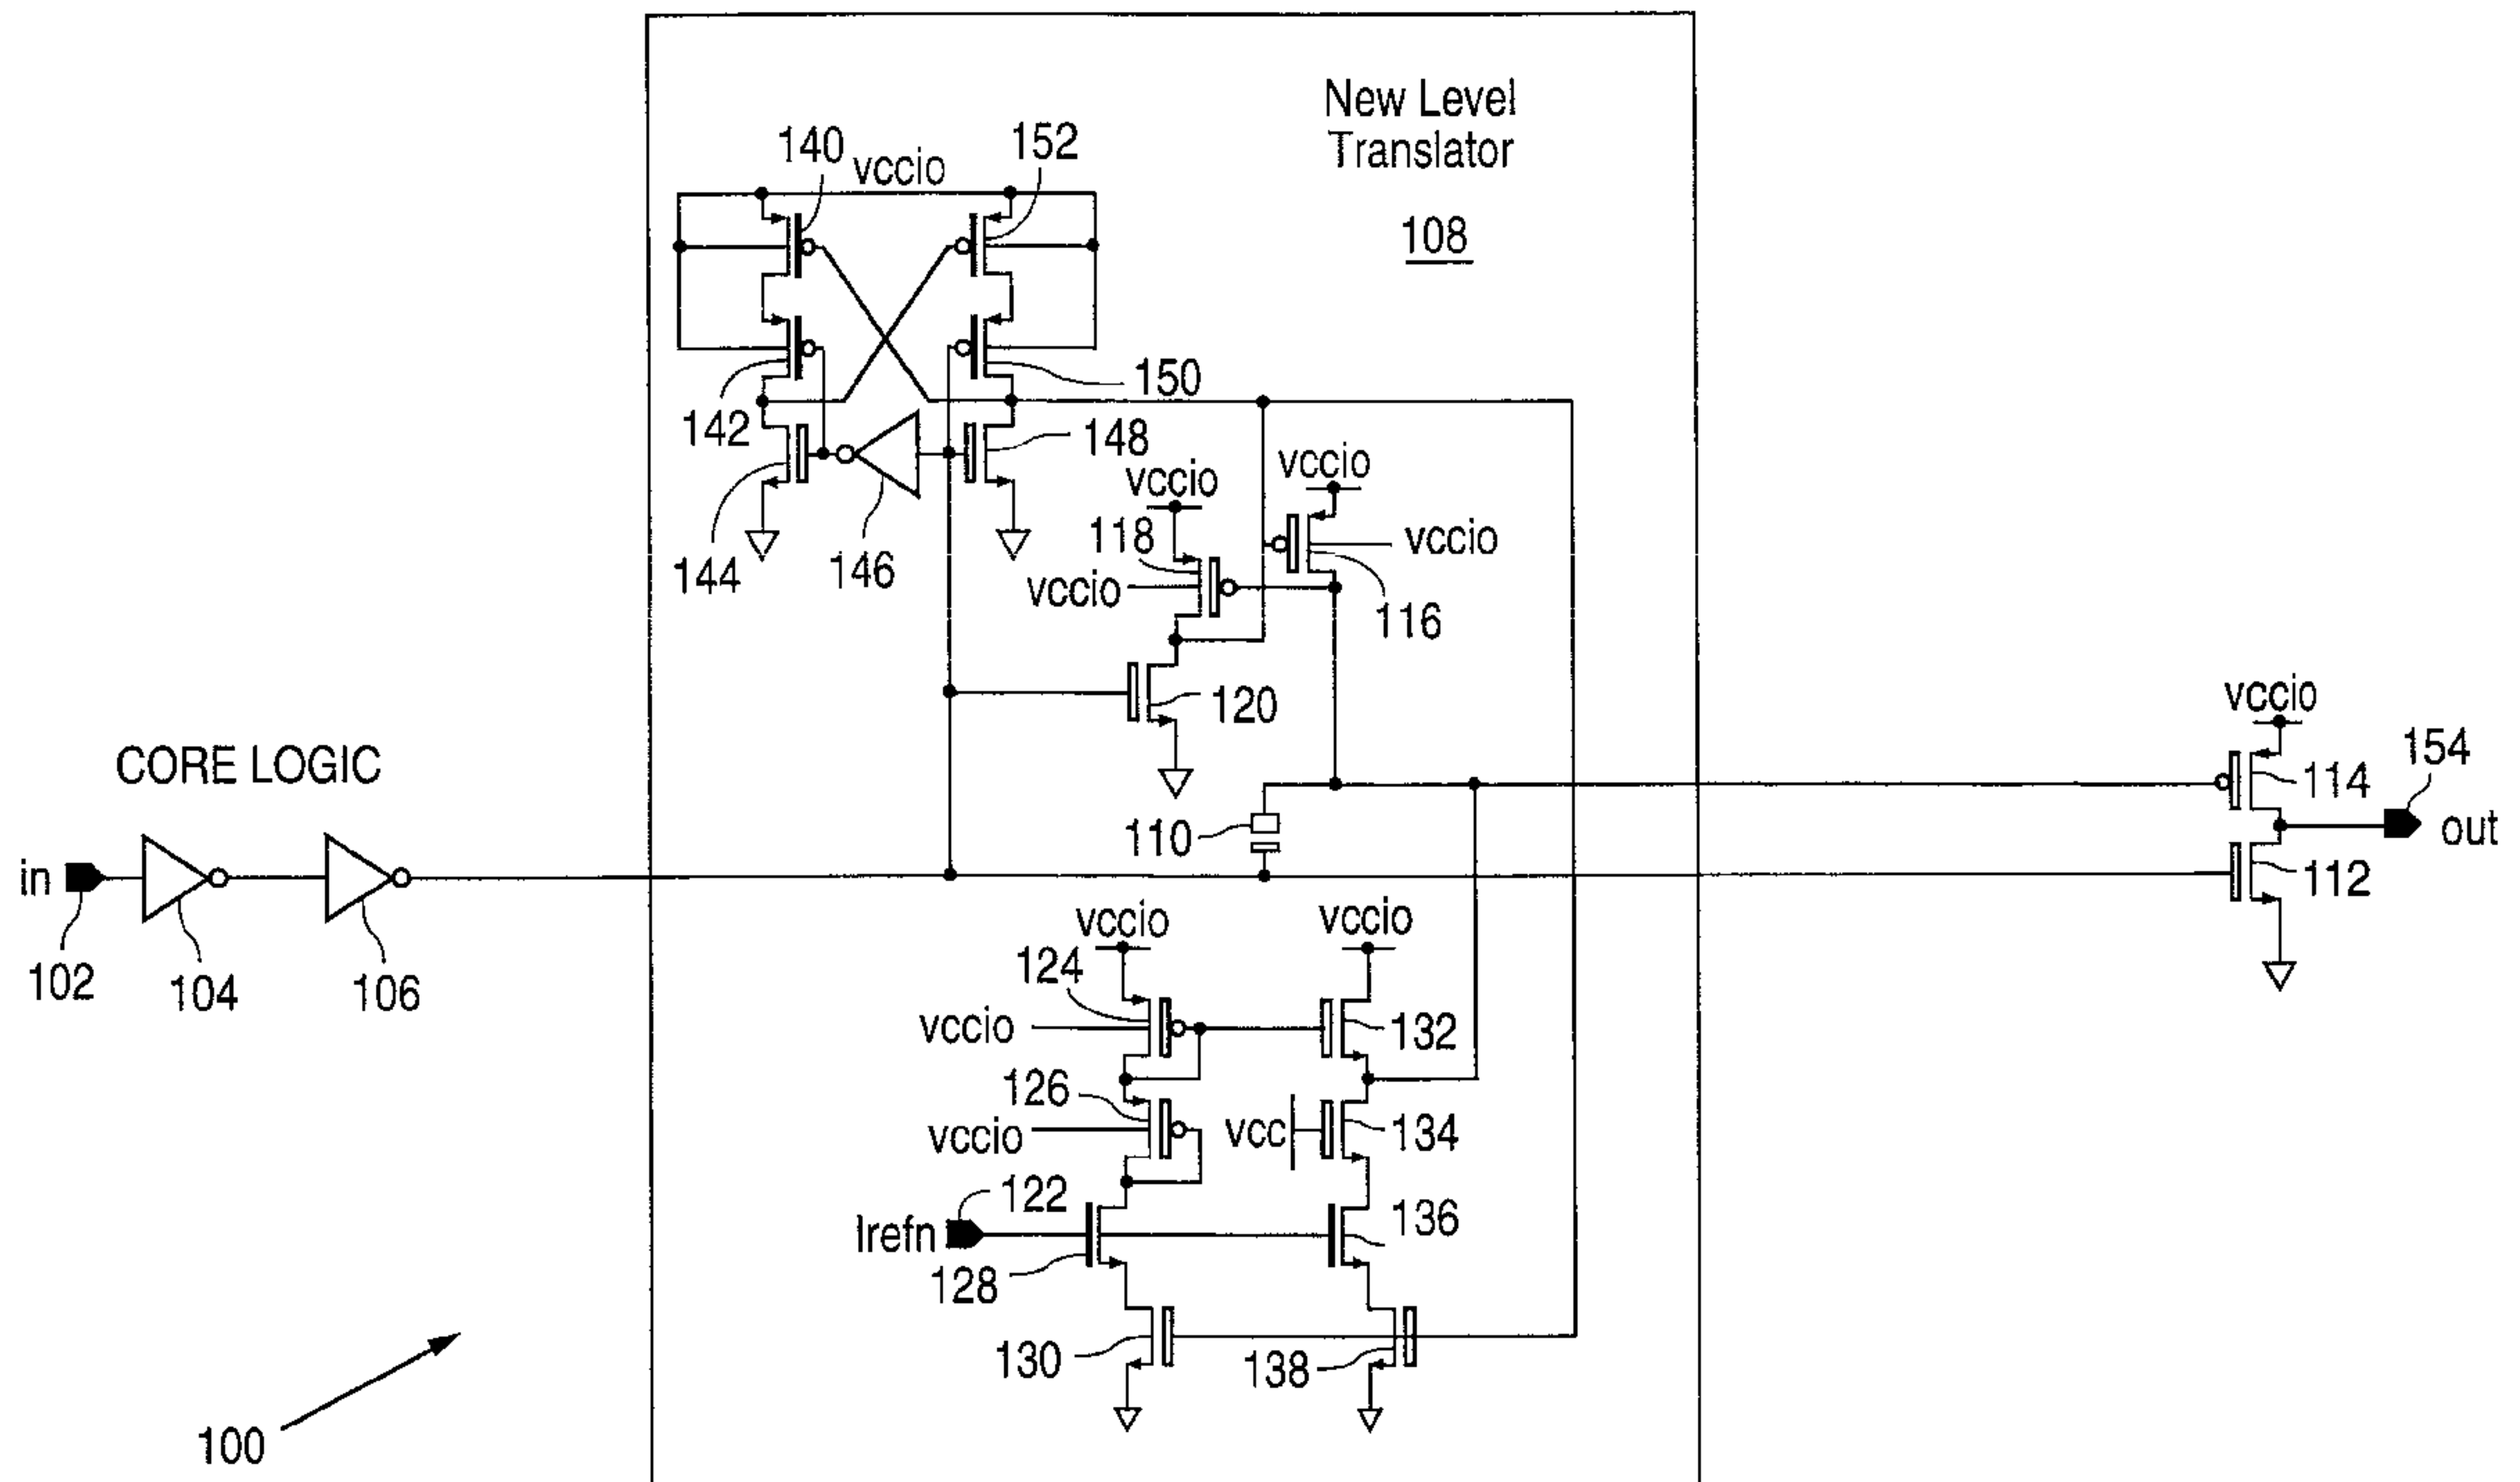 New Level
Translator
108
140
vccio
152
142
150
144
146
148
vccio
118
vccio
vccio
vccio
116
120
CORE LOGIC
in
102
104
106
110
vccio
154
114
out
112
vccio
124
vccio
vccio
132
126
vccio
vcc
134
122
Irefn
128
136
130
138
100